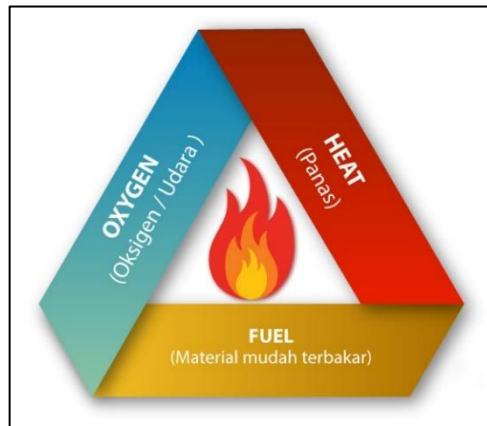 OXYGEN
(Oksigen / Udara )
HEAT
(Panas)
FUEL
(Material mudah terbakar)